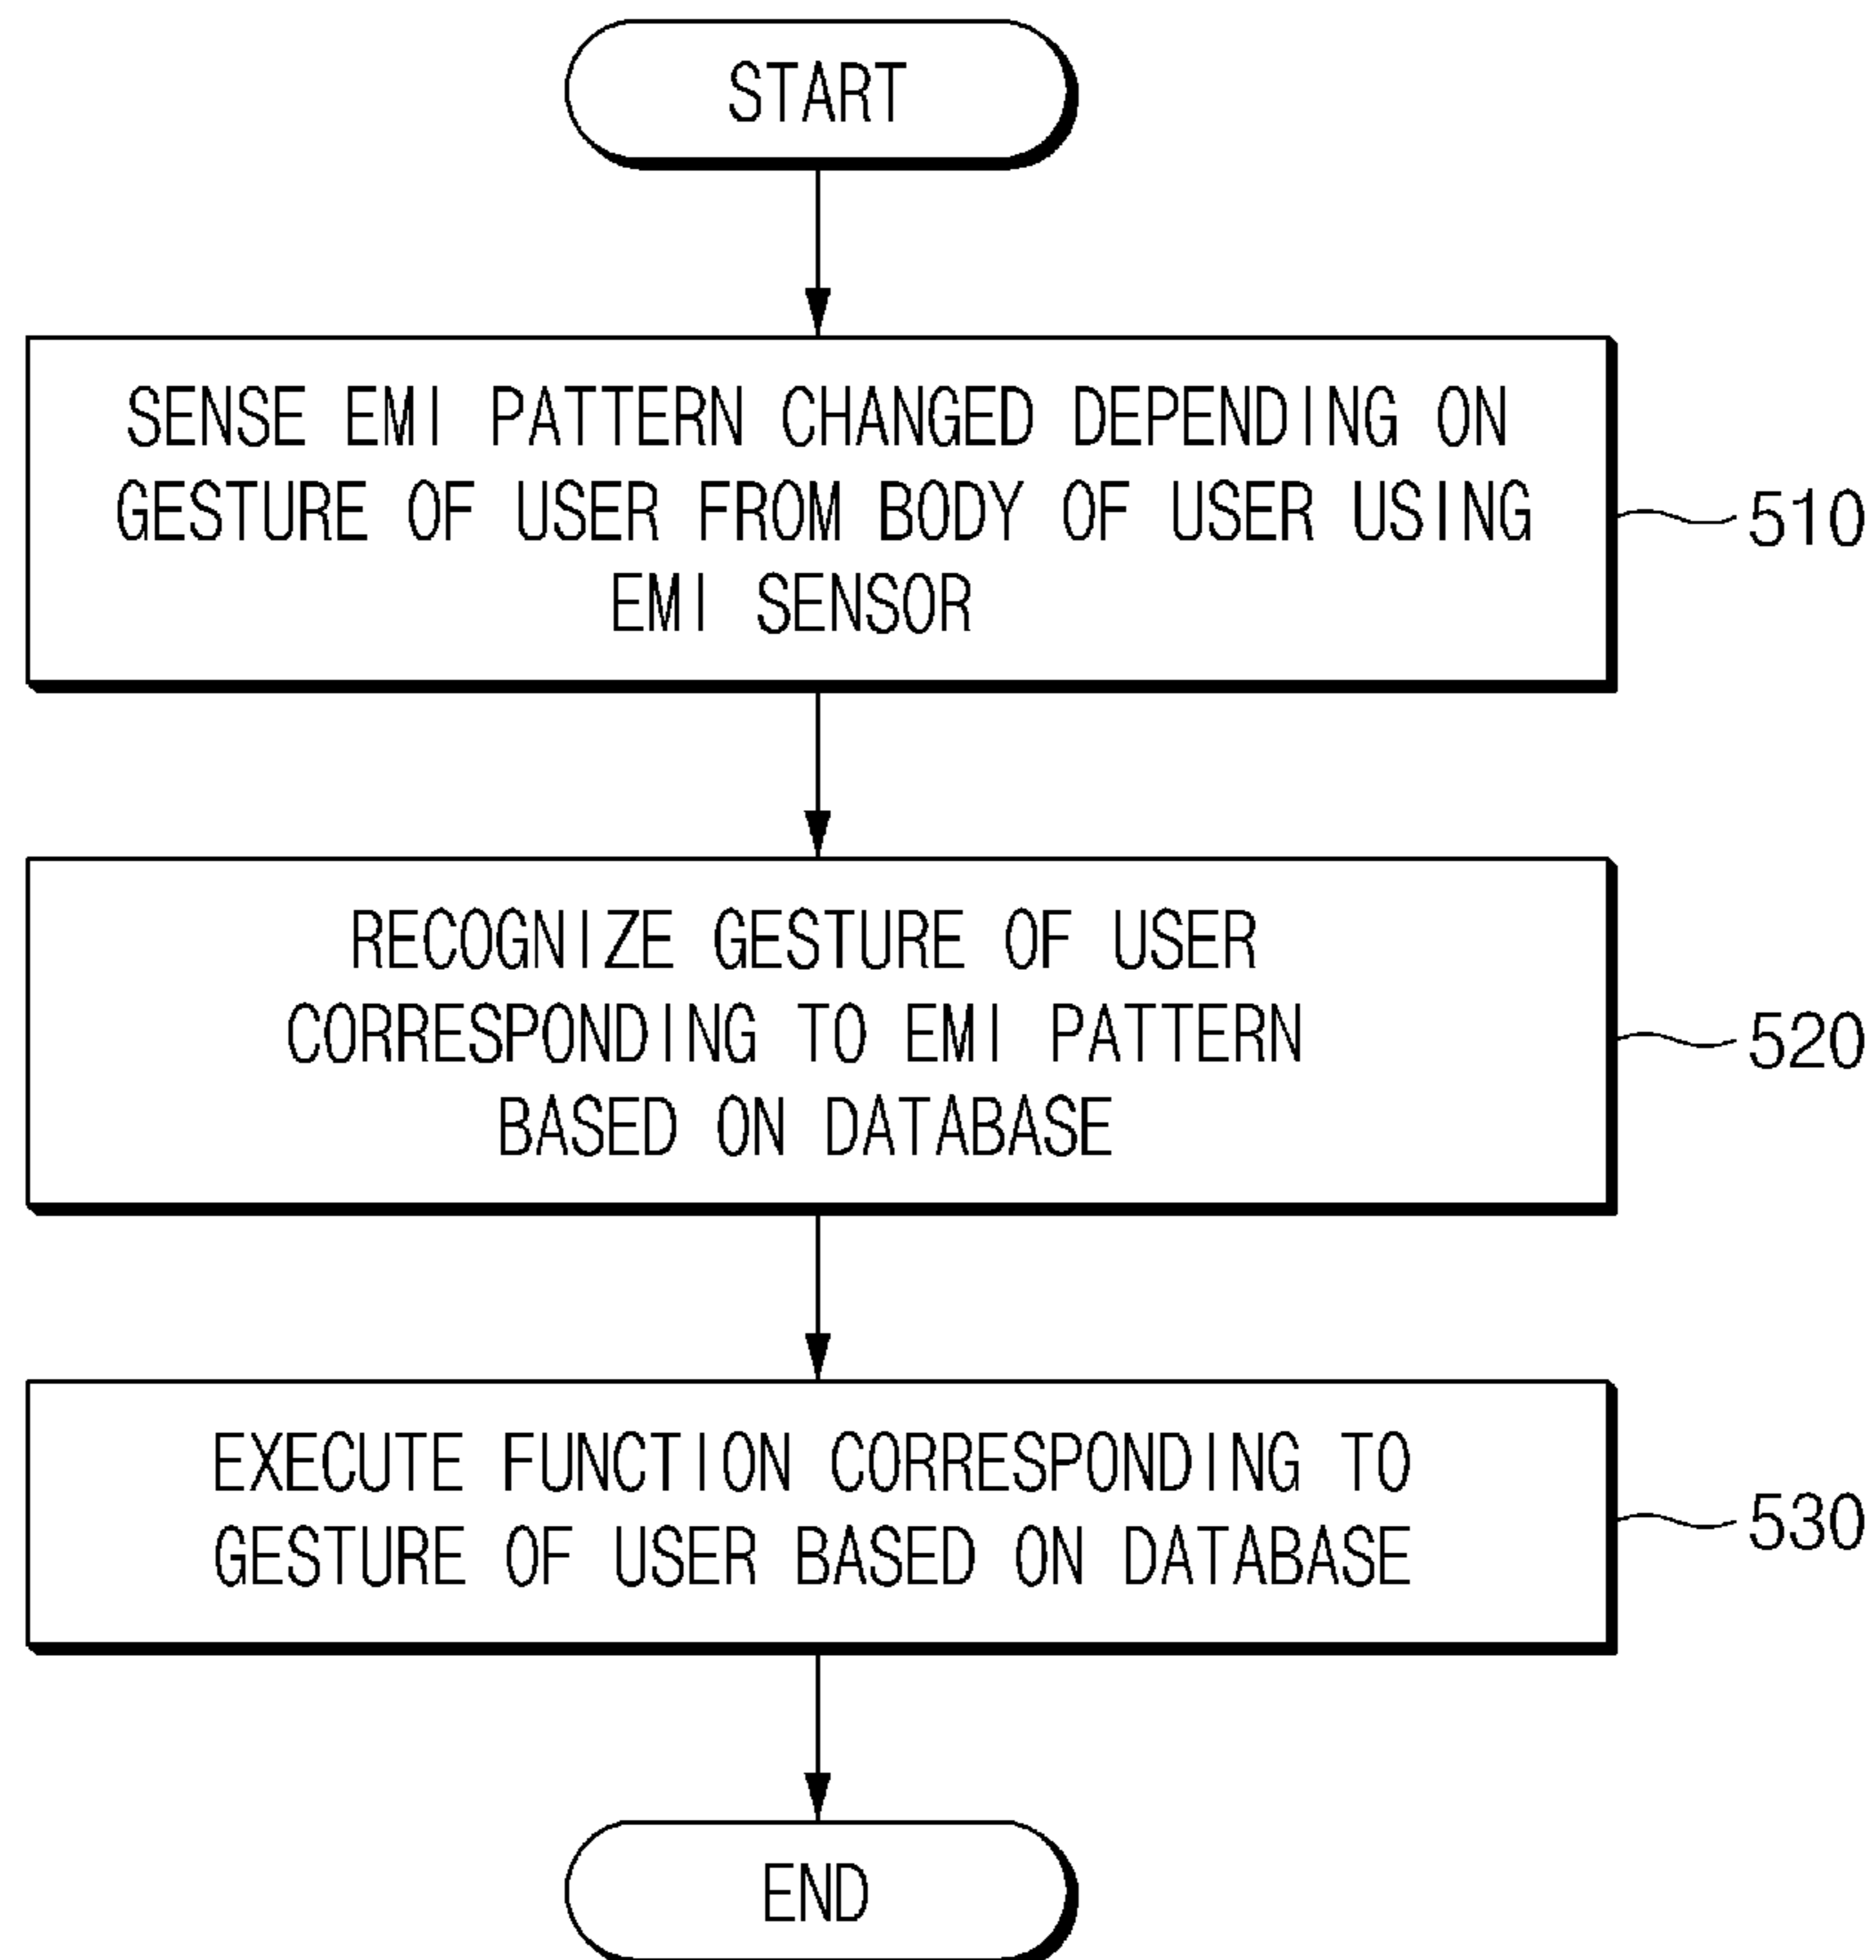 START
SENSE EMI PATTERN CHANGED DEPENDING ON
GESTURE OF USER FROM BODY OF USER USING
EMI SENSOR
510
RECOGNIZE GESTURE OF USER
CORRESPONDING TO EMI PATTERN
BASED ON DATABASE
520
EXECUTE FUNCTION CORRESPONDING TO
GESTURE OF USER BASED ON DATABASE
530
END